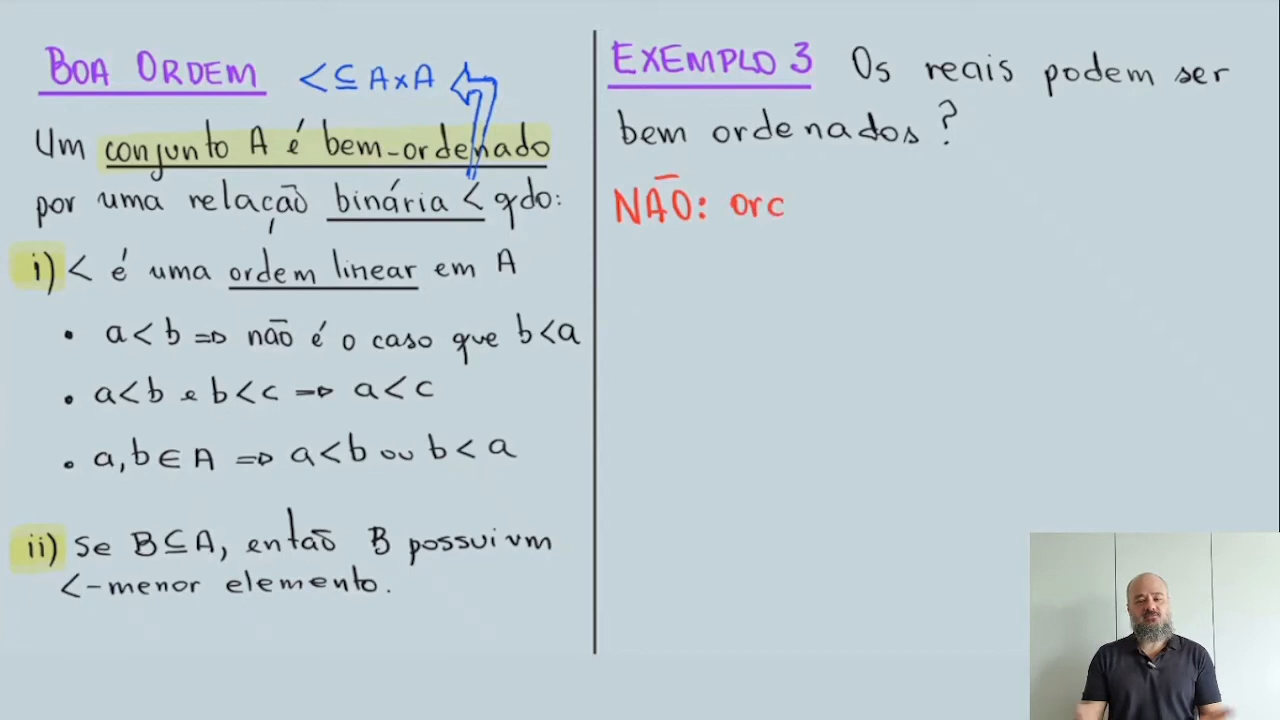 BOA ORDEM < ⊆ A×A
Um conjunto A é bem-ordenado
por uma relação binária < qdo:
i) < é uma ordem linear em A
• a < b ⇒ não é o caso que b < a
• a < b e b < c ⇒ a < c
• a, b ∈ A ⇒ a < b ou b < a
ii) Se B ⊆ A, então B possui um
<-menor elemento.
EXEMPLO 3 Os reais podem ser
bem ordenados?
NÃO: orc